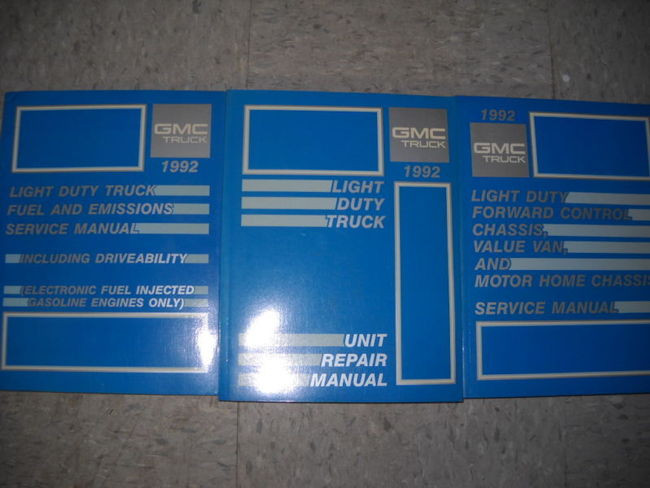 GMC
TRUCK
1992
LIGHT DUTY TRUCK
FUEL AND EMISSIONS
SERVICE MANUAL
INCLUDING DRIVEABILITY
(ELECTRONIC FUEL INJECTED
GASOLINE ENGINES ONLY)
GMC
TRUCK
1992
LIGHT
DUTY
TRUCK
UNIT
REPAIR
MANUAL
1992
GMC
TRUCK
LIGHT DUTY
FORWARD CONTROL
CHASSIS,
VALUE VAN,
AND
MOTOR HOME CHASSIS
SERVICE MANUAL